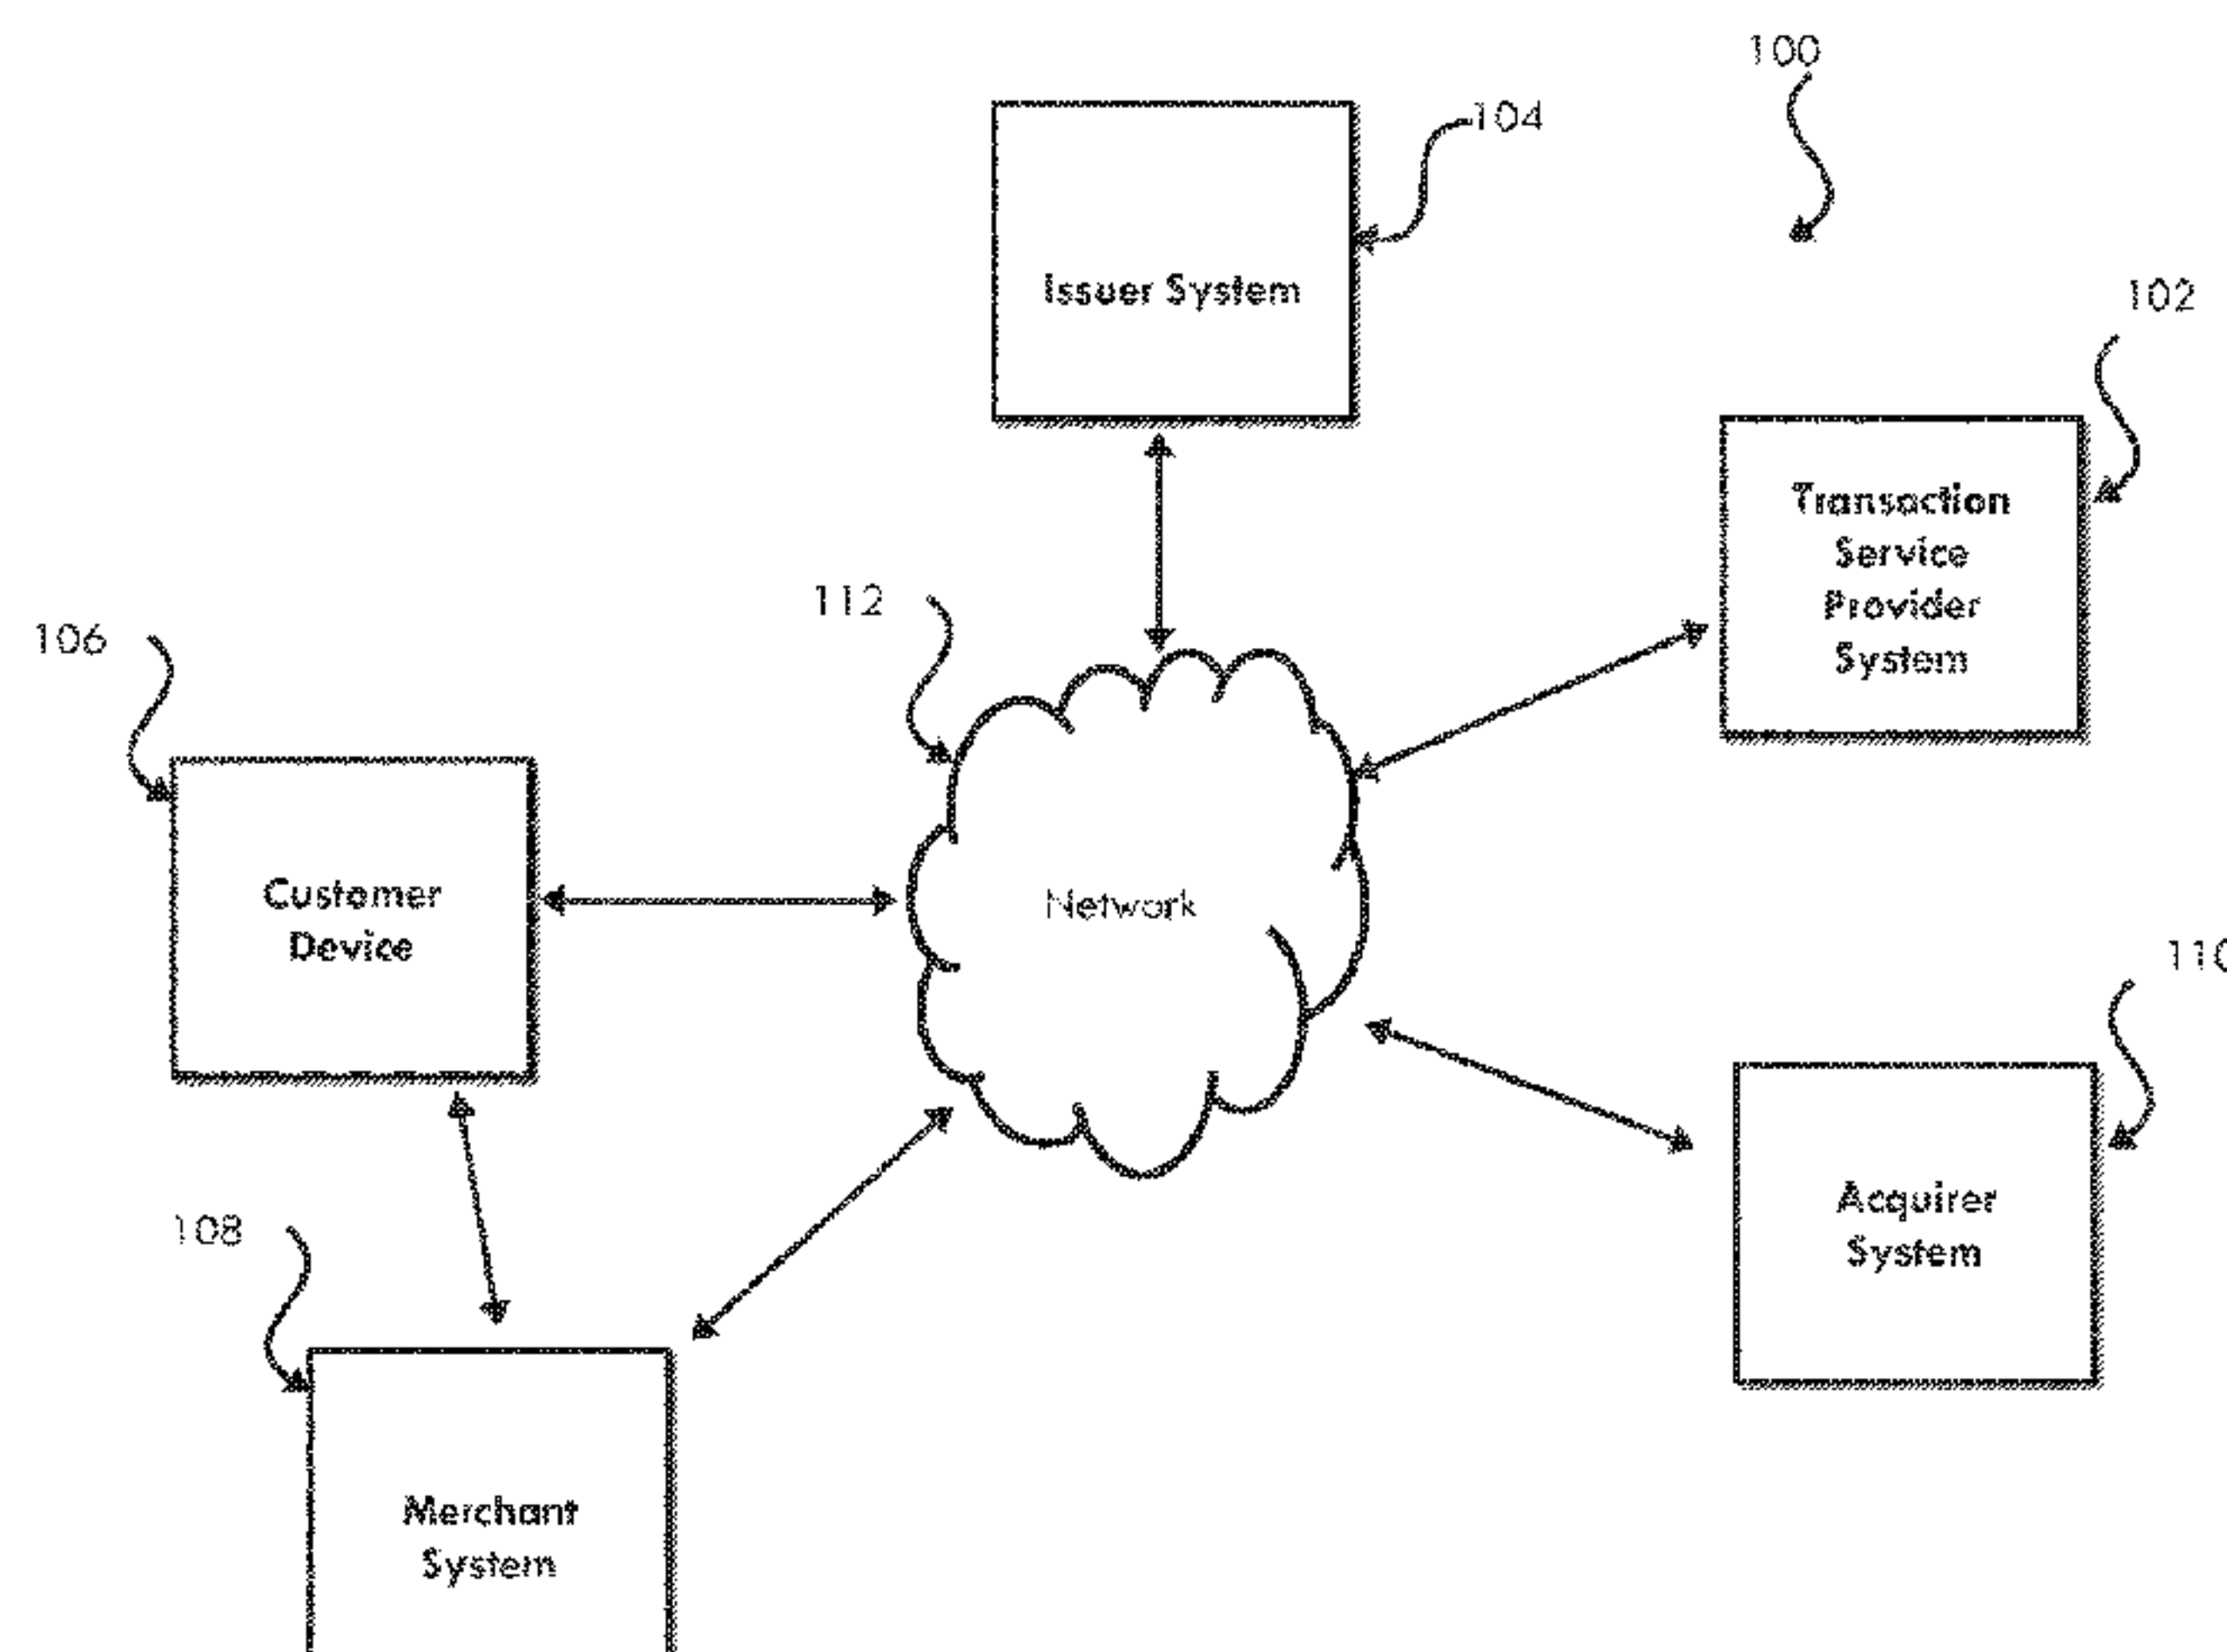 100
104
Issuer System
102
Transaction
Service
Provider
System
112
106
Customer
Device
Network
110
108
Acquirer
System
Merchant
System